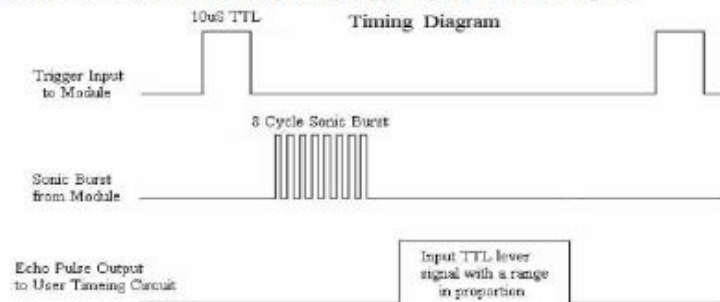 10uS TTL
Timing Diagram
Trigger Input
to Module
8 Cycle Sonic Burst
Sonic Burst
from Module
Echo Pulse Output
to User Timeing Circuit
Input TTL lever
signal with a range
in proportion